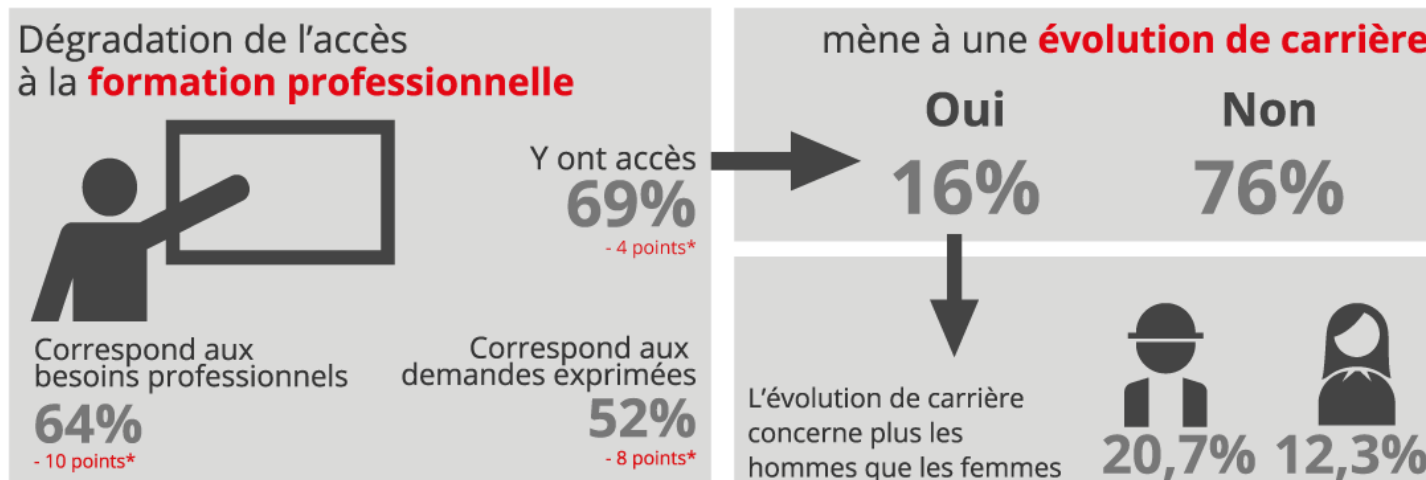 Dégradation de l'accès
à la formation professionnelle
Y ont accès
69%
- 4 points*
Correspond aux
besoins professionnels
64%
- 10 points*
Correspond aux
demandes exprimées
52%
- 8 points*
mène à une évolution de carrière
Oui
Non
16%
76%
L'évolution de carrière
concerne plus les
hommes que les femmes
20,7%
12,3%